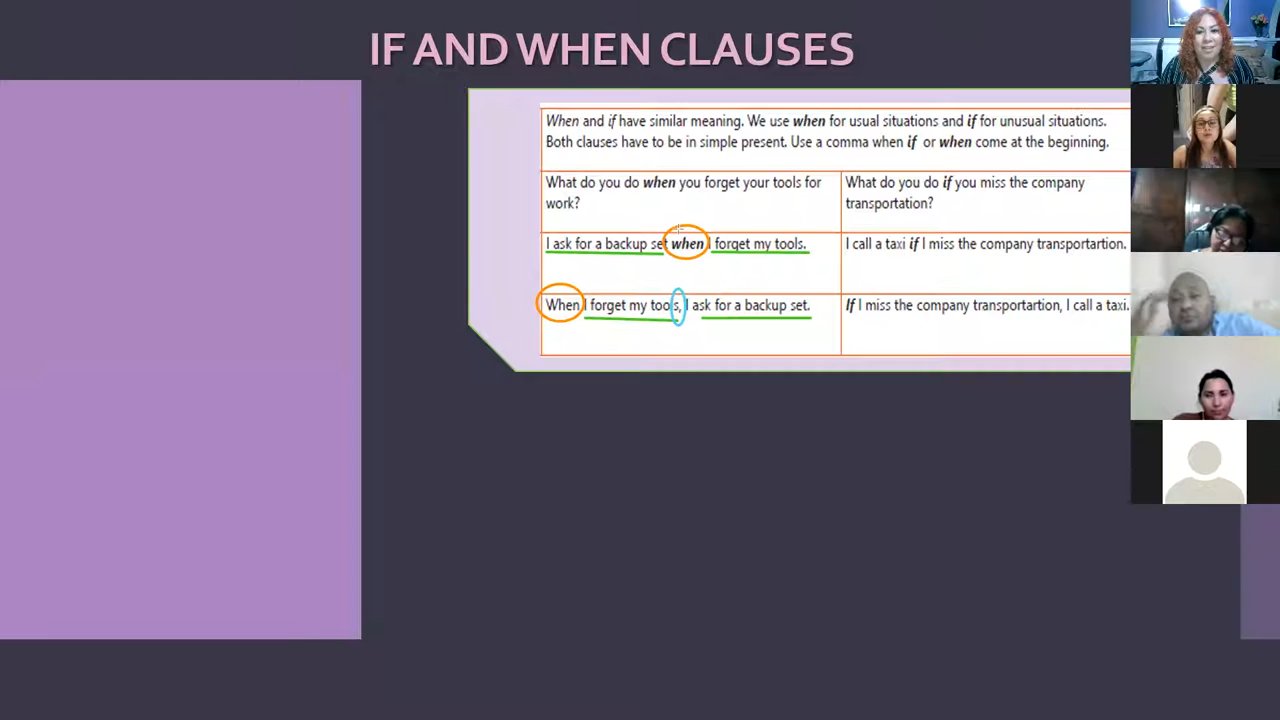 IF AND WHEN CLAUSES
When and if have similar meaning. We use when for usual situations and if for unusual situations.
Both clauses have to be in simple present. Use a comma when if or when come at the beginning.
What do you do when you forget your tools for
work?
What do you do if you miss the company
transportation?
I ask for a backup set when I forget my tools.
I call a taxi if I miss the company transportartion.
When I forget my tools, I ask for a backup set.
If I miss the company transportartion, I call a taxi.